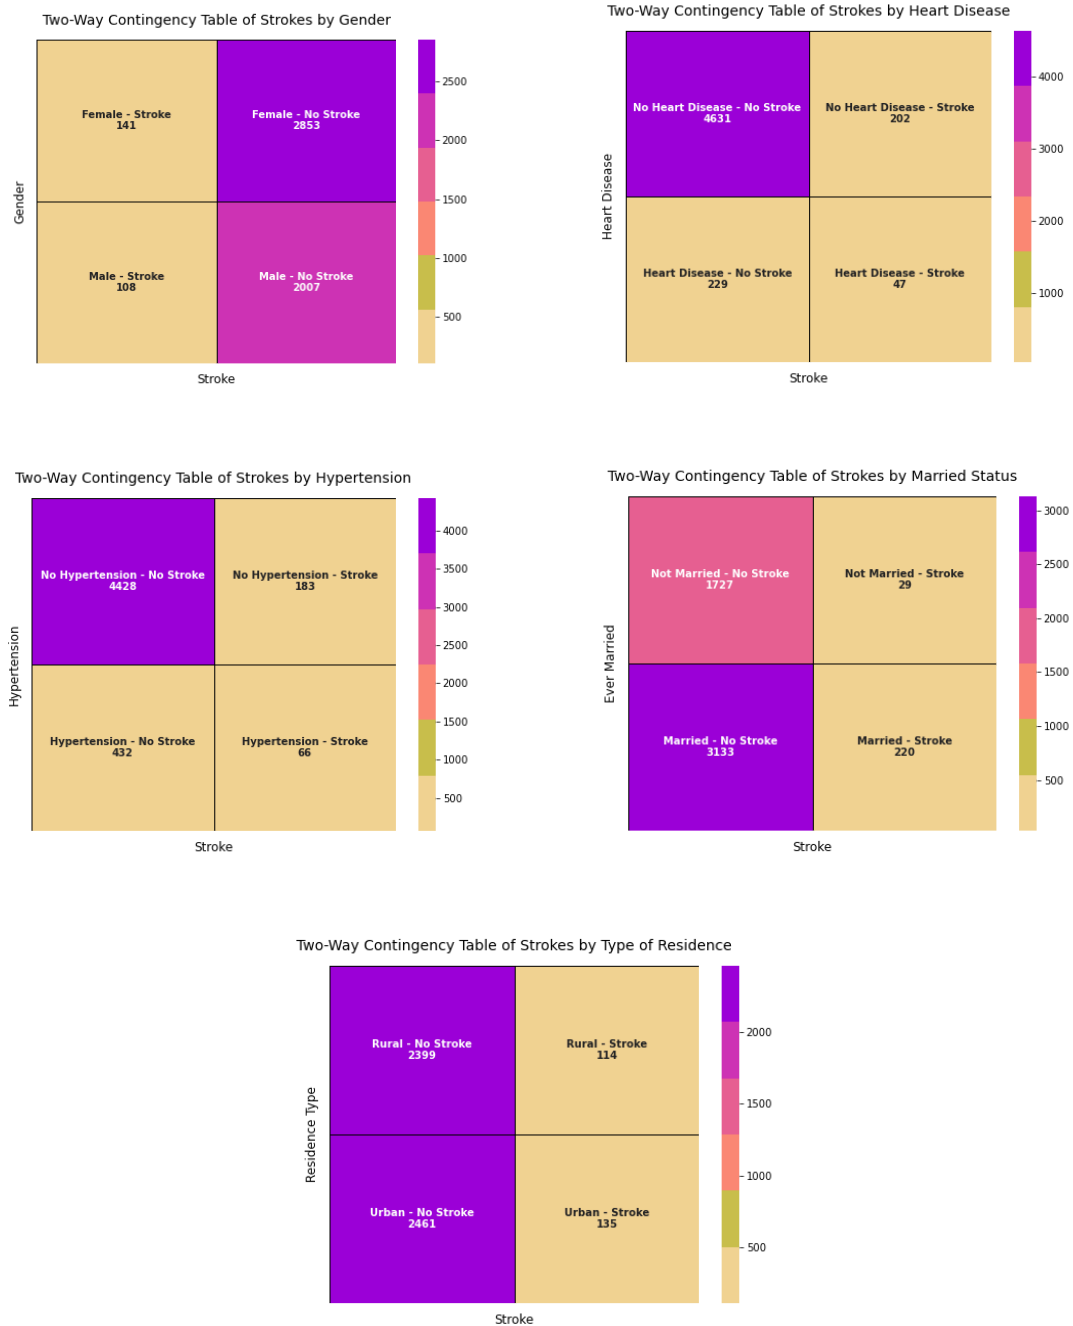 Two-Way Contingency Table of Strokes by Gender
Female - Stroke
141
Female - No Stroke
2853
Male - Stroke
108
Male - No Stroke
2007
Gender
Stroke
2500
2000
1500
1000
500
Two-Way Contingency Table of Strokes by Heart Disease
No Heart Disease - No Stroke
4631
No Heart Disease - Stroke
202
Heart Disease - No Stroke
229
Heart Disease - Stroke
47
Heart Disease
Stroke
4000
3000
2000
1000
Two-Way Contingency Table of Strokes by Hypertension
No Hypertension - No Stroke
4428
No Hypertension - Stroke
183
Hypertension - No Stroke
432
Hypertension - Stroke
66
Hypertension
Stroke
4000
3500
3000
2500
2000
1500
1000
500
Two-Way Contingency Table of Strokes by Married Status
Not Married - No Stroke
1727
Not Married - Stroke
29
Married - No Stroke
3133
Married - Stroke
220
Ever Married
Stroke
3000
2500
2000
1500
1000
500
Two-Way Contingency Table of Strokes by Type of Residence
Rural - No Stroke
2399
Rural - Stroke
114
Urban - No Stroke
2461
Urban - Stroke
135
Residence Type
Stroke
2000
1500
1000
500